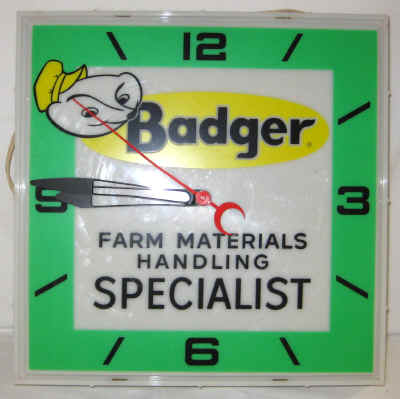 12
Badger
9
3
FARM MATERIALS
HANDLING
SPECIALIST
6